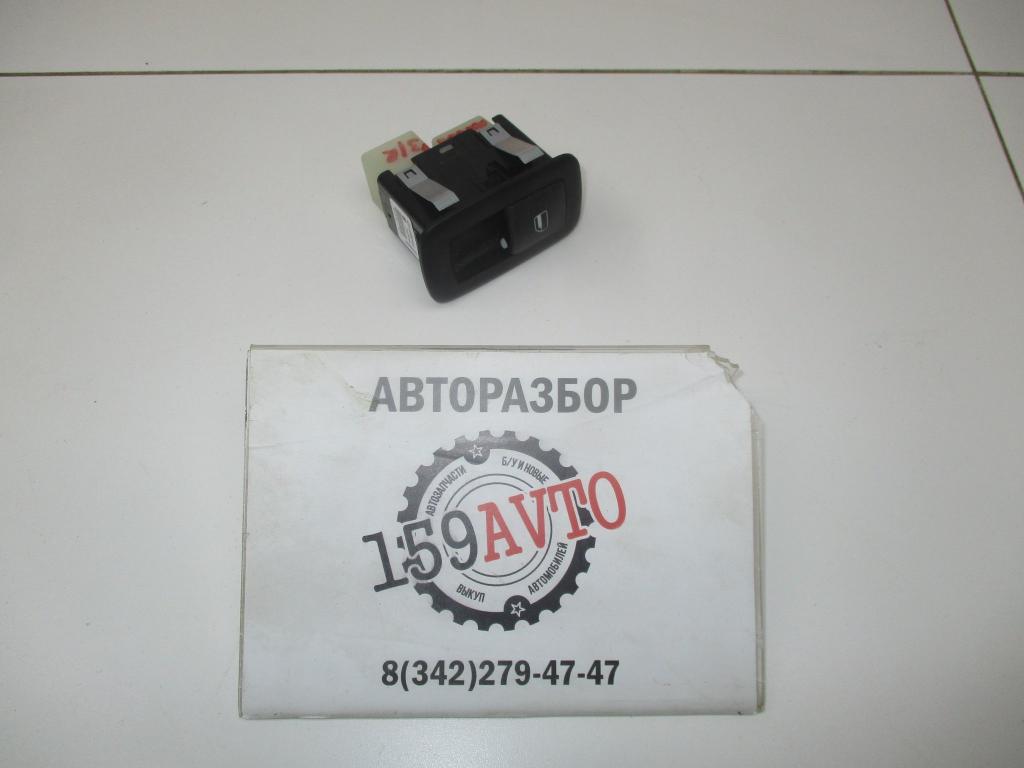 АВТОРАЗБОР
АВТОЗАПЧАСТИ
Б/У И НОВЫЕ
159AVTO
ВЫКУП
АВТОМОБИЛЕЙ
8(342)279-47-47